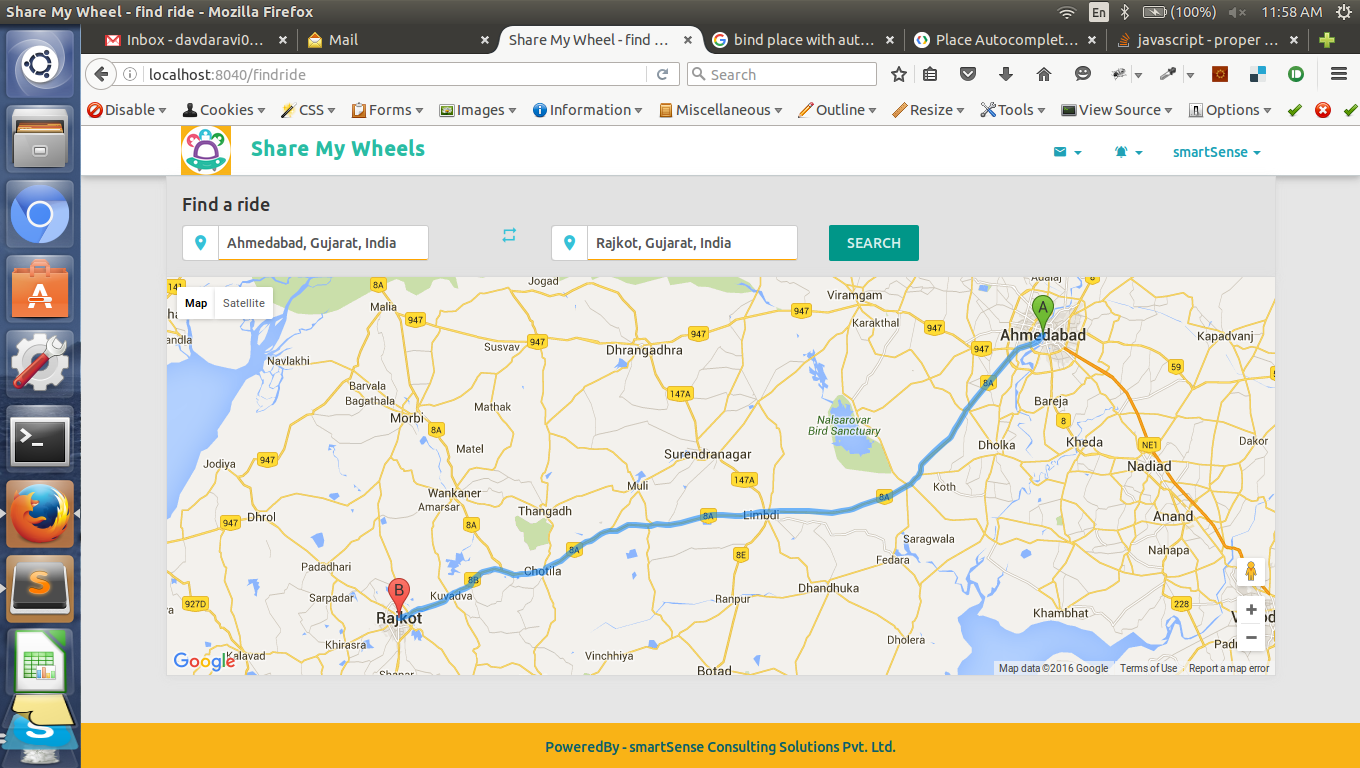 Share My Wheel - find ride - Mozilla Firefox
En
(100%)
11:58 AM
Inbox - davdaravi0...
Mail
Share My Wheel - find ...
bind place with aut...
Place Autocomplet...
javascript - proper ...
localhost:8040/findride
Search
Disable
Cookies
CSS
Forms
Images
Information
Miscellaneous
Outline
Resize
Tools
View Source
Options
Share My Wheels
smartSense
Find a ride
Ahmedabad, Gujarat, India
Rajkot, Gujarat, India
SEARCH
Map
Satellite
141
8A
Jogad
Malia
947
Viramgam
Adalaj
8
947
Karakthal
947
A
Ahmedabad
Kapadvanj
Susvav
947
Dhrangadhra
947
947
Navlakhi
59
Barvala
Bagathala
147A
8A
Bareja
Mathak
Morbi
8A
Nalsarovar
Bird Sanctuary
8
Dholka
Kheda
NE1
Dakor
Matel
Surendranagar
Jodiya
947
147A
Nadiad
Muli
Koth
Wankaner
Amarsar
8A
Thangadh
8A
Limbdi
8A
Anand
947
Dhrol
8A
8E
Saragwala
Nahapa
Fedara
Padadhari
Chotila
8B
B
Kuvadva
Dhandhuka
Sarpadar
Ranpur
927D
228
Khambhat
Rajkot
Khirasra
Dholera
Google
Kalavad
Vinchhiya
Botad
Map data ©2016 Google
Terms of Use
Report a map error
PoweredBy - smartSense Consulting Solutions Pvt. Ltd.